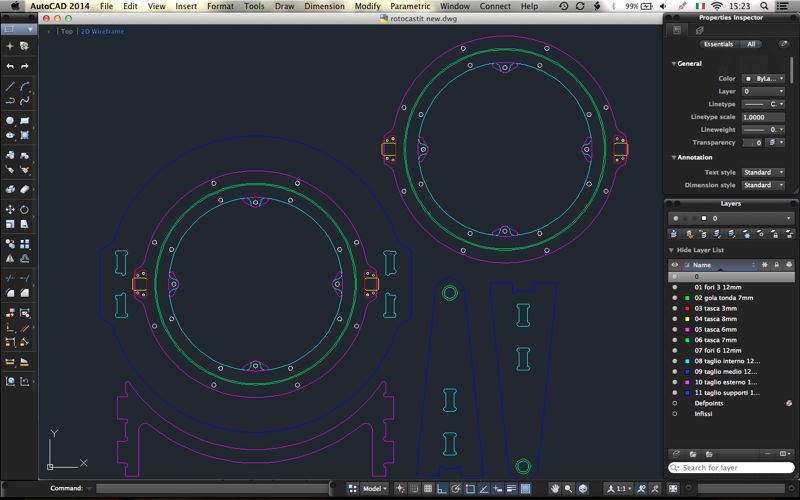 AutoCAD 2014 File Edit View Insert Format Tools Draw Dimension Modify Parametric Window Connect Help 99% 15:23
rotocastit new.dwg
Top 2D Wireframe
Properties Inspector
Essentials All
General
Color ByLa...
Layer 0
Linetype C.
Linetype scale 1.0000
Lineweight 0.
Transparency 0
Annotation
Text style Standard
Dimension style Standard
Layers
0
Hide Layer List
Name
0
01 fori 3 12mm
02 gola tonda 7mm
03 tasca 3mm
04 tasca 8mm
05 tasca 6mm
06 tasca 7mm
07 fori 6 12mm
08 taglio interno 12...
09 taglio medio 12...
10 taglio esterno 1...
11 taglio supporti 1...
Defpoints
Infissi
Y
X
Command:
Model
1:1
Search for layer